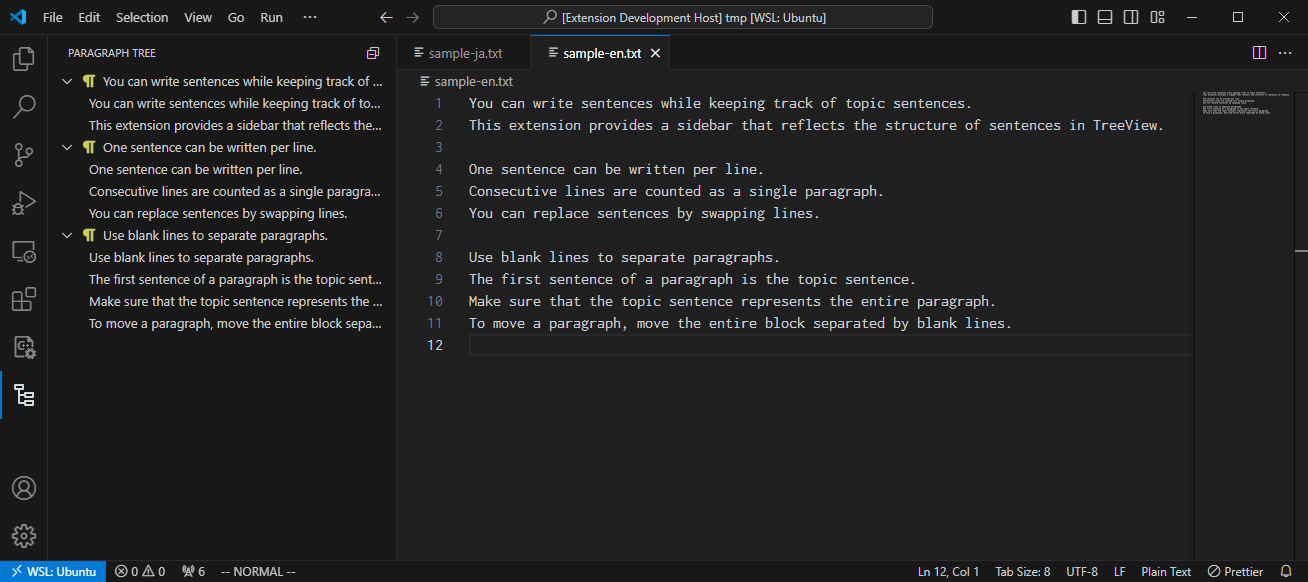 File Edit Selection View Go Run ··· [Extension Development Host] tmp [WSL: Ubuntu]
PARAGRAPH TREE
You can write sentences while keeping track of ...
You can write sentences while keeping track of to...
This extension provides a sidebar that reflects the...
One sentence can be written per line.
One sentence can be written per line.
Consecutive lines are counted as a single paragra...
You can replace sentences by swapping lines.
Use blank lines to separate paragraphs.
Use blank lines to separate paragraphs.
The first sentence of a paragraph is the topic sent...
Make sure that the topic sentence represents the ...
To move a paragraph, move the entire block sepa...
sample-ja.txt sample-en.txt
sample-en.txt
1 You can write sentences while keeping track of topic sentences.
2 This extension provides a sidebar that reflects the structure of sentences in TreeView.
3
4 One sentence can be written per line.
5 Consecutive lines are counted as a single paragraph.
6 You can replace sentences by swapping lines.
7
8 Use blank lines to separate paragraphs.
9 The first sentence of a paragraph is the topic sentence.
10 Make sure that the topic sentence represents the entire paragraph.
11 To move a paragraph, move the entire block separated by blank lines.
12
WSL: Ubuntu 0 0 6 -- NORMAL -- Ln 12, Col 1 Tab Size: 8 UTF-8 LF Plain Text Prettier